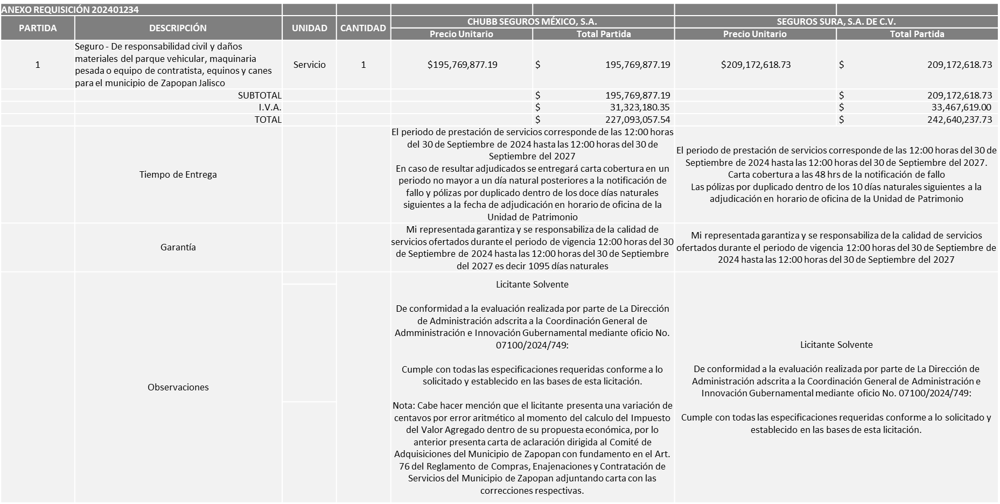 ANEXO REQUISICIÓN 202401234
PARTIDA
DESCRIPCIÓN
UNIDAD
CANTIDAD
CHUBB SEGUROS MÉXICO, S.A.
SEGUROS SURA, S.A. DE C.V.
Precio Unitario
Total Partida
Precio Unitario
Total Partida
1
Seguro - De responsabilidad civil y daños
materiales del parque vehicular, maquinaria
pesada o equipo de contratista, equinos y canes
para el municipio de Zapopan Jalisco
Servicio
1
$195,769,877.19
$ 195,769,877.19
$209,172,618.73
$ 209,172,618.73
SUBTOTAL
$ 195,769,877.19
$ 209,172,618.73
I.V.A.
$ 31,323,180.35
$ 33,467,619.00
TOTAL
$ 227,093,057.54
$ 242,640,237.73
Tiempo de Entrega
El periodo de prestación de servicios corresponde de las 12:00 horas
del 30 de Septiembre de 2024 hasta las 12:00 horas del 30 de
Septiembre del 2027
En caso de resultar adjudicados se entregará carta cobertura en un
periodo no mayor a un día natural posteriores a la notificación de
fallo y pólizas por duplicado dentro de los doce días naturales
siguientes a la fecha de adjudicación en horario de oficina de la
Unidad de Patrimonio
El periodo de prestación de servicios corresponde de las 12:00 horas del 30 de
Septiembre de 2024 hasta las 12:00 horas del 30 de Septiembre del 2027.
Carta cobertura a las 48 hrs de la notificación de fallo
Las pólizas por duplicado dentro de los 10 días naturales siguientes a la
adjudicación en horario de oficina de la Unidad de Patrimonio
Garantía
Mi representada garantiza y se responsabiliza de la calidad de
servicios ofertados durante el periodo de vigencia 12:00 horas del 30
de Septiembre de 2024 hasta las 12:00 horas del 30 de Septiembre
del 2027 es decir 1095 días naturales
Mi representada garantiza y se responsabiliza de la calidad de servicios
ofertados durante el periodo de vigencia 12:00 horas del 30 de Septiembre de
2024 hasta las 12:00 horas del 30 de Septiembre del 2027
Observaciones
Licitante Solvente
De conformidad a la evaluación realizada por parte de La Dirección
de Administración adscrita a la Coordinación General de
Admministración e Innovación Gubernamental mediante oficio No.
07100/2024/749:
Cumple con todas las especificaciones requeridas conforme a lo
solicitado y establecido en las bases de esta licitación.
Nota: Cabe hacer mención que el licitante presenta una variación de
centavos por error aritmético al momento del calculo del Impuesto
del Valor Agregado dentro de su propuesta económica, por lo
anterior presenta carta de aclaración dirigida al Comité de
Adquisiciones del Municipio de Zapopan con fundamento en el Art.
76 del Reglamento de Compras, Enajenaciones y Contratación de
Servicios del Municipio de Zapopan adjuntando carta con las
correcciones respectivas.
Licitante Solvente
De conformidad a la evaluación realizada por parte de La Dirección de
Administración adscrita a la Coordinación General de Administración e
Innovación Gubernamental mediante oficio No. 07100/2024/749:
Cumple con todas las especificaciones requeridas conforme a lo solicitado y
establecido en las bases de esta licitación.